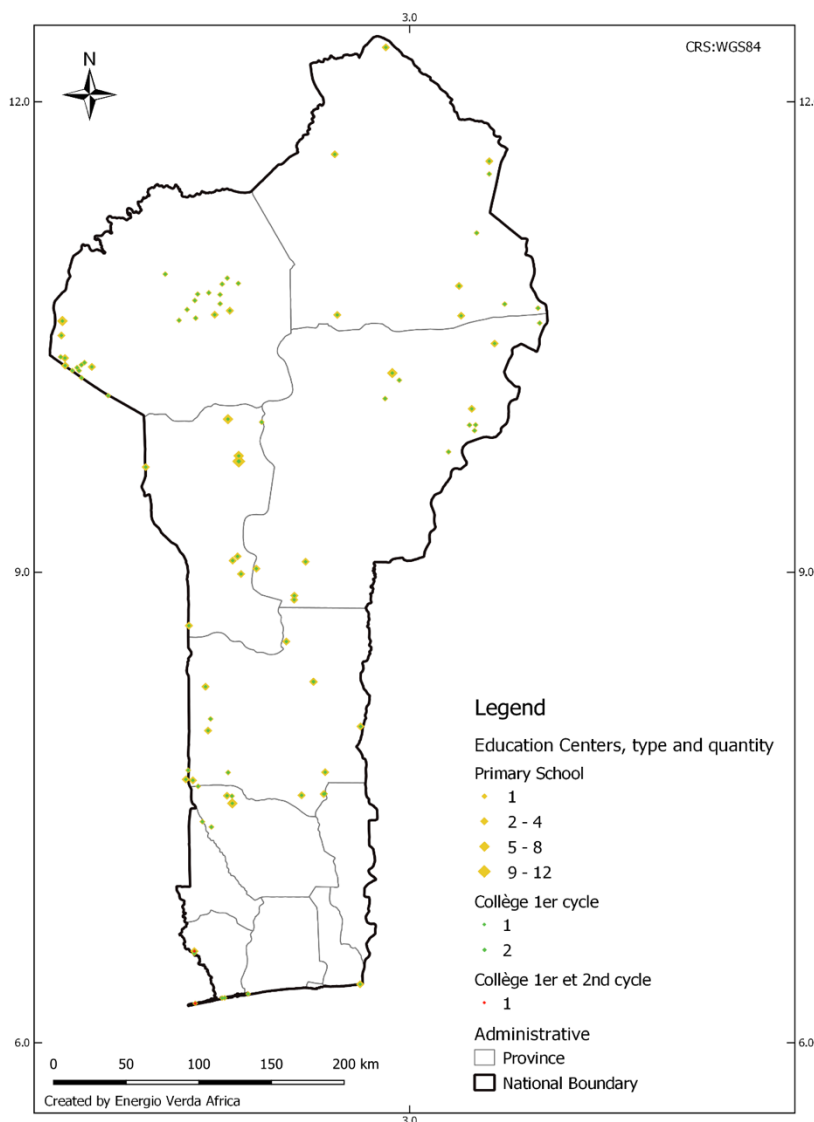 3.0
CRS:WGS84
N
12.0
12.0
9.0
9.0
Legend
Education Centers, type and quantity
Primary School
1
2 - 4
5 - 8
9 - 12
Collège 1er cycle
1
2
Collège 1er et 2nd cycle
1
Administrative
Province
National Boundary
6.0
6.0
0 50 100 150 200 km
Created by Energio Verda Africa
3.0